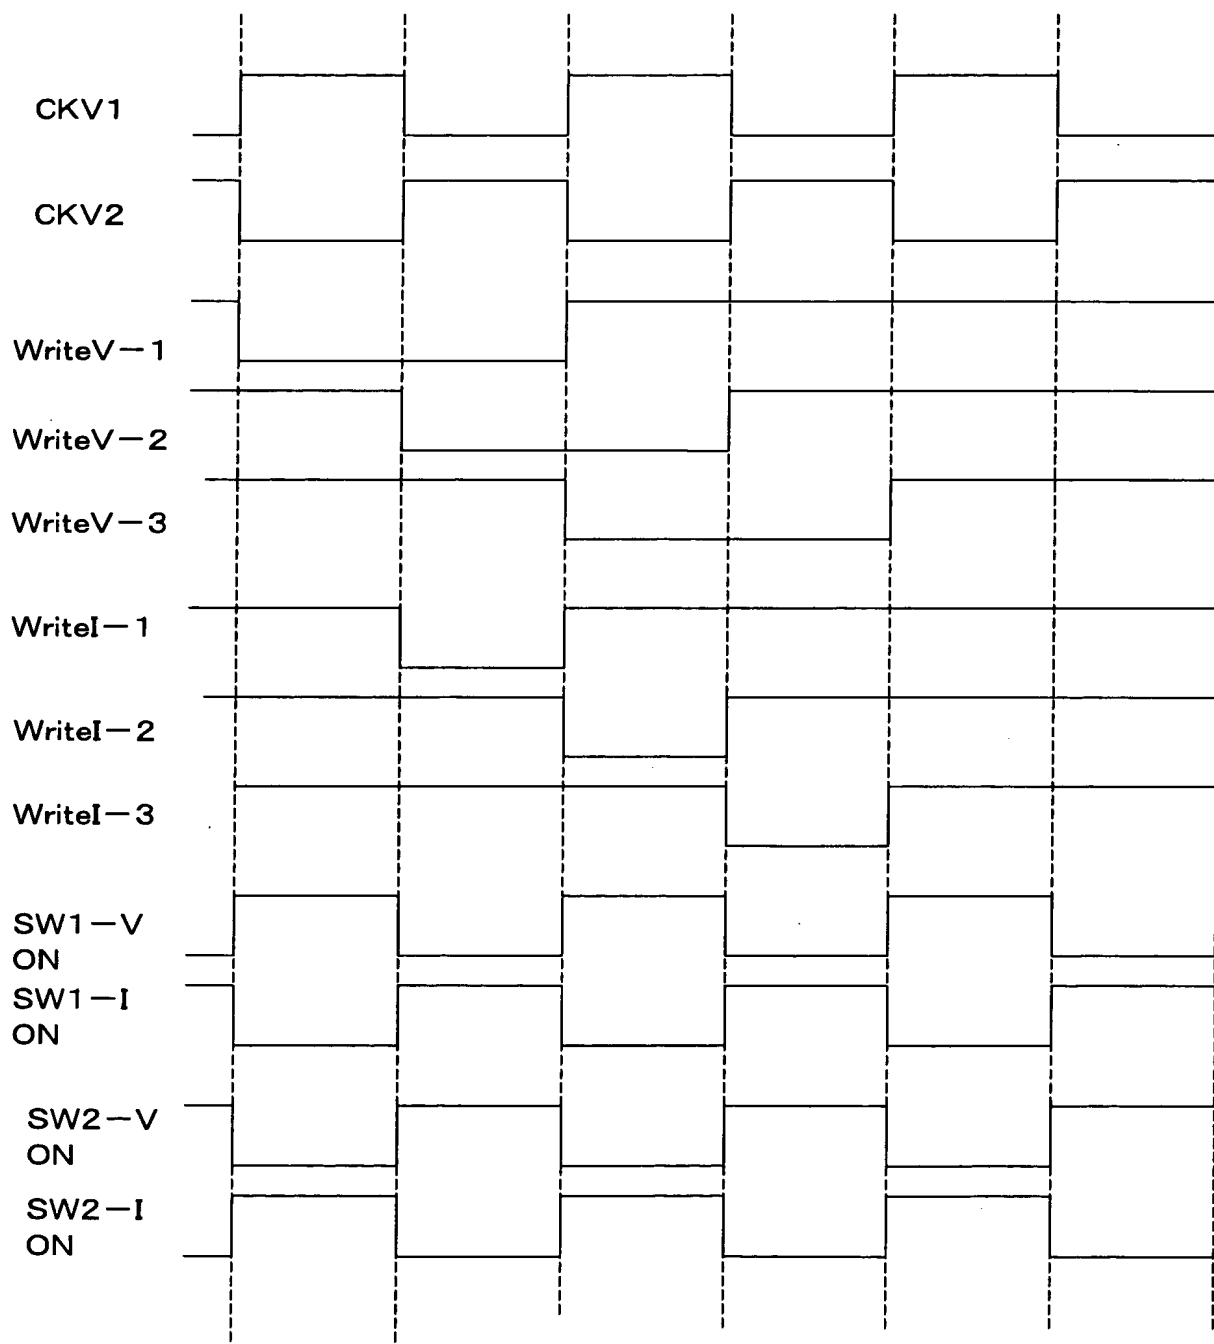 CKV1
CKV2
WriteV−1
WriteV−2
WriteV−3
WriteI−1
WriteI−2
WriteI−3
SW1−V
ON
SW1−I
ON
SW2−V
ON
SW2−I
ON